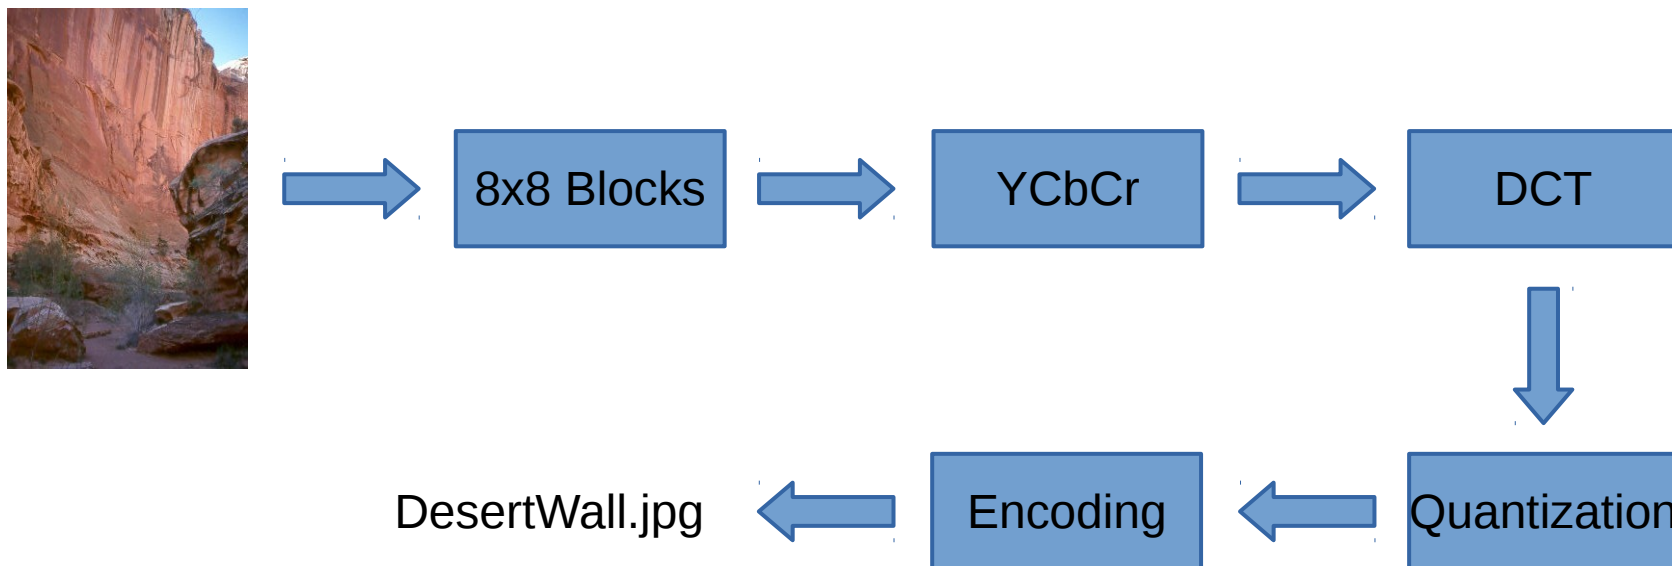 8x8 Blocks
YCbCr
DCT
Quantization
Encoding
DesertWall.jpg